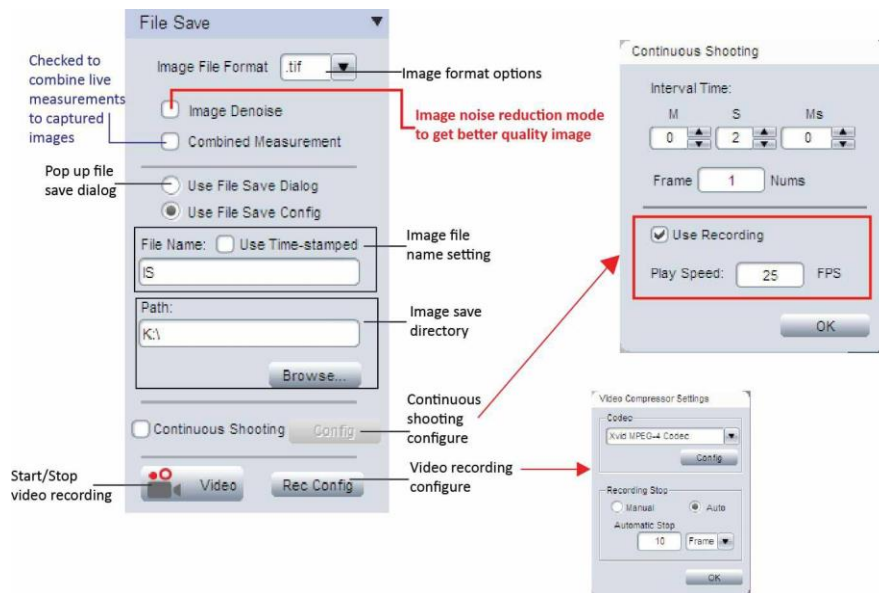 File Save
Image File Format .tif
Image format options
Checked to
combine live
measurements
to captured
images
Image Denoise
Image noise reduction mode
to get better quality image
Combined Measurement
Pop up file
save dialog
Use File Save Dialog
Use File Save Config
File Name: Use Time-stamped
IS
Image file
name setting
Path:
K:\
Browse...
Image save
directory
Continuous Shooting Config
Continuous
shooting
configure
Start/Stop
video recording
Video Rec Config
Video recording
configure
Continuous Shooting
Interval Time:
M S Ms
0 2 0
Frame 1 Nums
Use Recording
Play Speed: 25 FPS
OK
Video Compressor Settings
Codec
Xvid MPEG-4 Codec
Config
Recording Stop
Manual Auto
Automatic Stop
10 Frame
OK